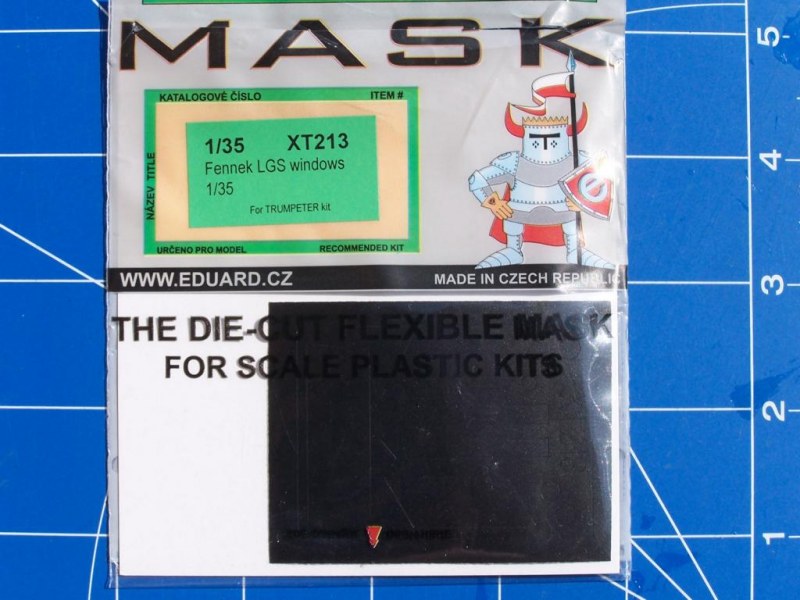 MASK
KATALOGOVÉ ČÍSLO ITEM #
NÁZEV TITLE
1/35 XT213
Fennek LGS windows
1/35
For TRUMPETER kit
URČENO PRO MODEL RECOMMENDED KIT
WWW.EDUARD.CZ MADE IN CZECH REPUBLIC
THE DIE-CUT FLEXIBLE MASK
FOR SCALE PLASTIC KITS
5
4
3
2
1